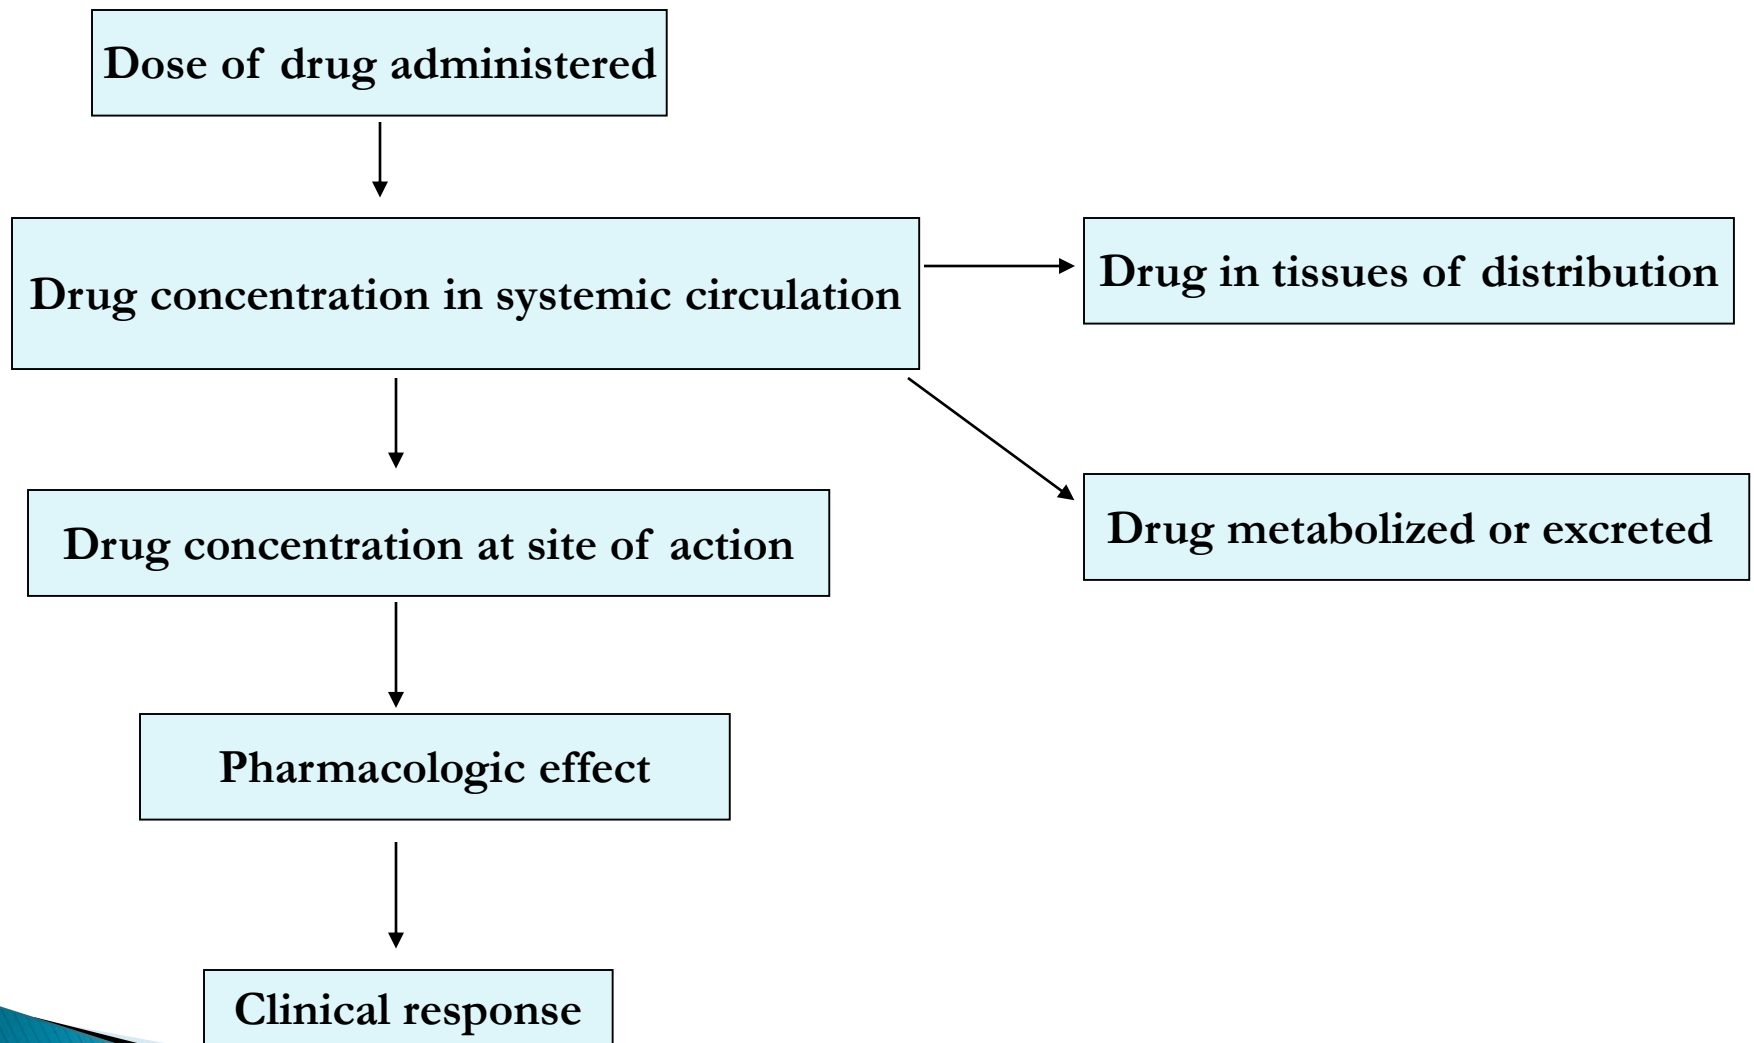 Dose of drug administered
Drug concentration in systemic circulation
Drug in tissues of distribution
Drug concentration at site of action
Drug metabolized or excreted
Pharmacologic effect
Clinical response